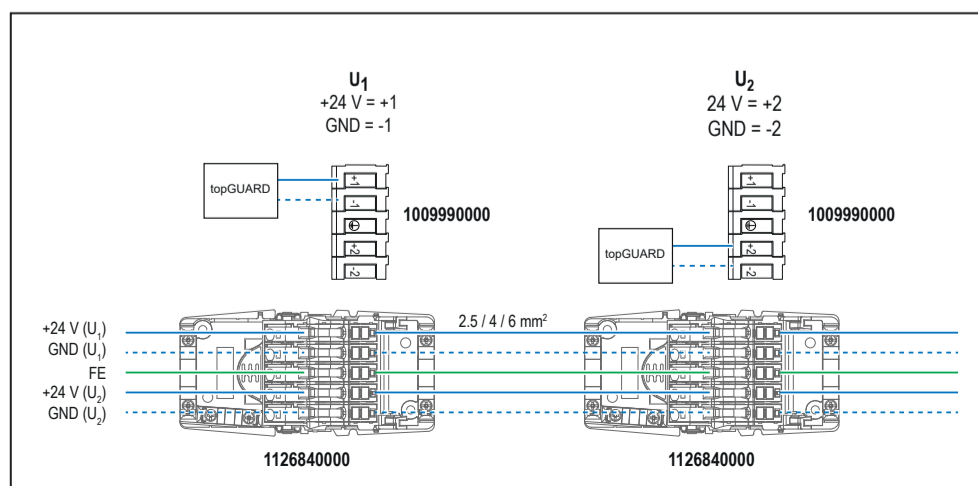 U₁
+24 V = +1
GND = -1
U₂
24 V = +2
GND = -2
topGUARD
+1
-1
+2
-2
1009990000
topGUARD
+1
-1
+2
-2
1009990000
+24 V (U₁)
GND (U₁)
FE
+24 V (U₂)
GND (U₂)
2.5 / 4 / 6 mm²
1126840000
1126840000